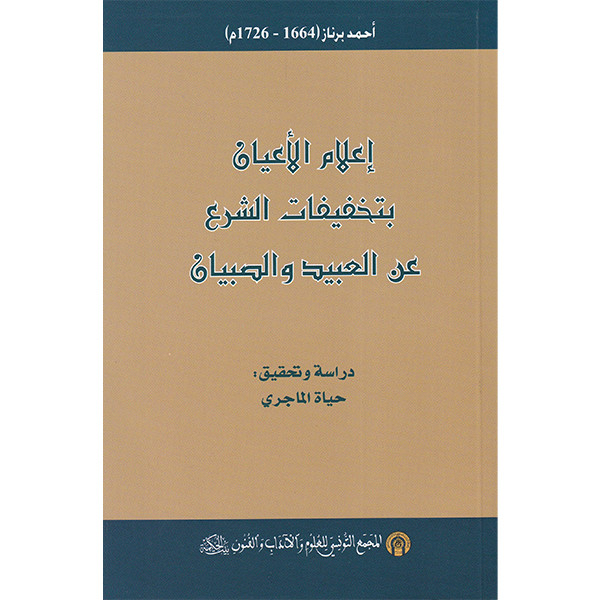 أحمد برناز (1664 - 1726م)
إعلام الأعيان
بتخفيفات الشرع
عن العبيد والصبيان
دراسة وتحقيق:
حياة الماجري
المجمع التونسي للعلوم والآداب والفنون بيت الحكمة